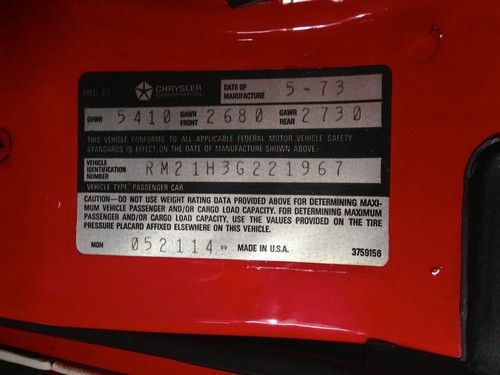 MFG. BY CHRYSLER CORPORATION DATE OF MANUFACTURE 5-73
GVWR 5410 GAWR FRONT 2680 GAWR REAR 2730
THIS VEHICLE CONFORMS TO ALL APPLICABLE FEDERAL MOTOR VEHICLE SAFETY
STANDARDS IN EFFECT, ON THE DATE OF MANUFACTURE SHOWN ABOVE.
VEHICLE IDENTIFICATION NUMBER RM21H3G221967
VEHICLE TYPE: PASSENGER CAR
CAUTION—DO NOT USE WEIGHT RATING DATA PROVIDED ABOVE FOR DETERMINING MAXI-
MUM VEHICLE PASSENGER AND/OR CARGO LOAD CAPACITY. FOR DETERMINING MAXIMUM
PASSENGER AND/OR CARGO LOAD CAPACITY, USE THE VALUES PROVIDED ON THE TIRE
PRESSURE PLACARD AFFIXED ELSEWHERE ON THIS VEHICLE.
MDH 052114 MADE IN U.S.A. 3759156